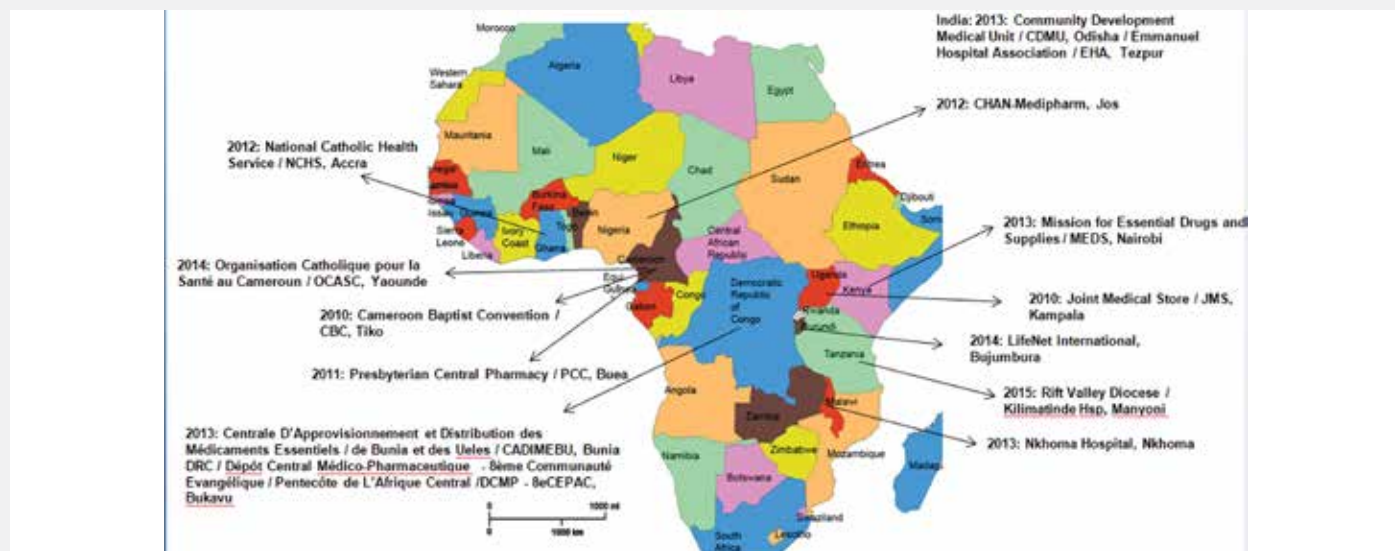 India: 2013: Community Development
Medical Unit / CDMU, Odisha / Emmanuel
Hospital Association / EHA, Tezpur
2012: CHAN-Medipharm, Jos
2012: National Catholic Health
Service / NCHS, Accra
2013: Mission for Essential Drugs and
Supplies / MEDS, Nairobi
2014: Organisation Catholique pour la
Santé au Cameroun / OCASC, Yaounde
2010: Joint Medical Store / JMS,
Kampala
2010: Cameroon Baptist Convention /
CBC, Tiko
2014: LifeNet International,
Bujumbura
2011: Presbyterian Central Pharmacy / PCC, Buea
2015: Rift Valley Diocese /
Kilimatinde Hsp, Manyoni
2013: Nkhoma Hospital, Nkhoma
2013: Centrale D'Approvisionnement et Distribution des
Médicaments Essentiels / de Bunia et des Ueles / CADIMEBU, Bunia
DRC / Dépôt Central Médico-Pharmaceutique - 8ème Communauté
Evangélique / Pentecôte de L'Afrique Central /DCMP - 8eCEPAC,
Bukavu
Morocco
Western
Sahara
Algeria
Libya
Egypt
Mauritania
Mali
Niger
Chad
Sudan
Eritrea
Djibouti
Som
Ethiopia
Burkina
Faso
Benin
Togo
Ghana
Ivory
Coast
Guinea
Sierra
Leone
Liberia
Nigeria
Cameroon
Central
African
Republic
Equ
Guinea
Gabon
Congo
Democratic
Republic
of
Congo
Uganda
Kenya
Rwanda
Burundi
Tanzania
Angola
Zambia
Malawi
Mozambique
Zimbabwe
Namibia
Botswana
Madag
Swaziland
Lesotho
South
Africa
0 1000 mi
0 1000 km